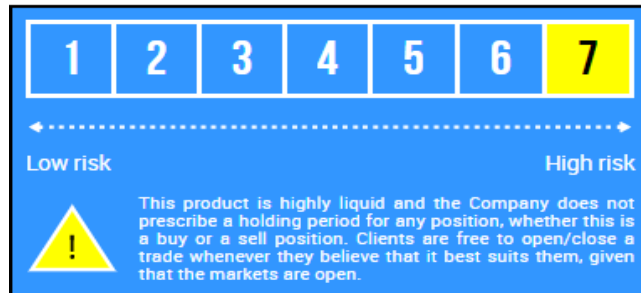 1 2 3 4 5 6 7
Low risk High risk
!
This product is highly liquid and the Company does not
prescribe a holding period for any position, whether this is
a buy or a sell position. Clients are free to open/close a
trade whenever they believe that it best suits them, given
that the markets are open.